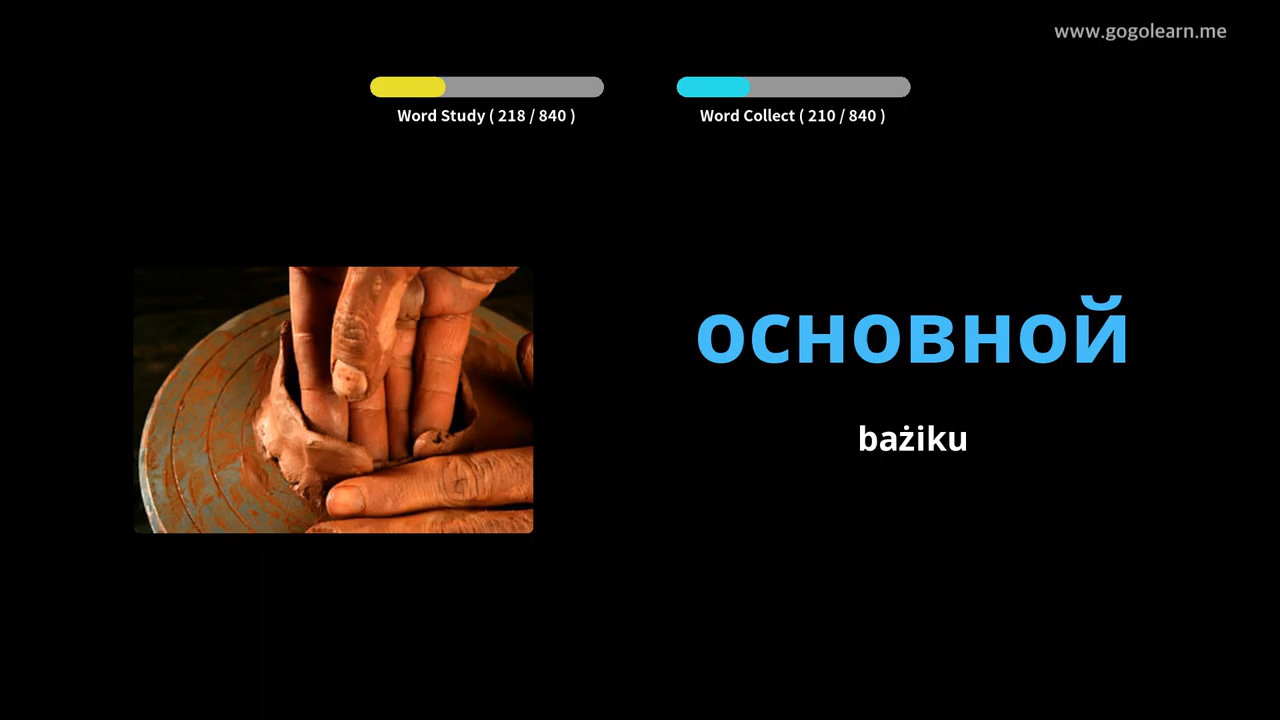 www.gogolearn.me
Word Study ( 218 / 840 )
Word Collect ( 210 / 840 )
основной
bażiku